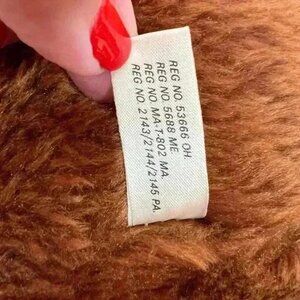 REG NO. 53666 OH.
REG NO. 5688 ME.
REG NO. MA-T-802 MA.
REG NO. 2143/2144/2145 PA.